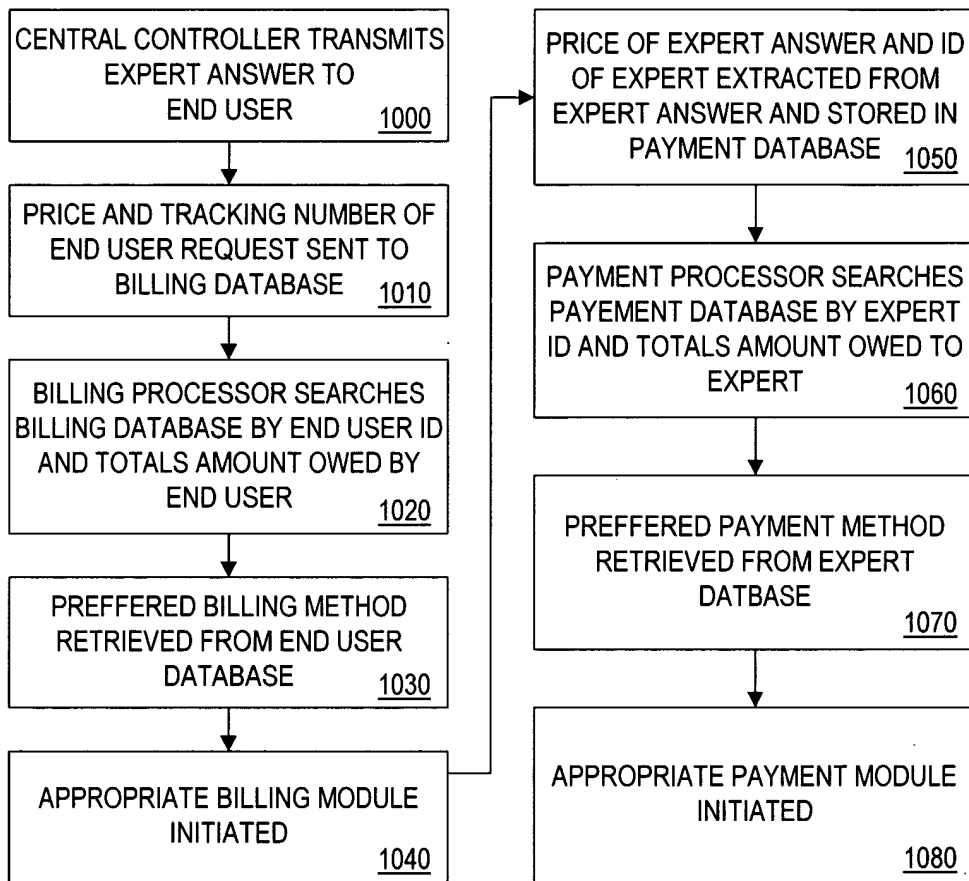 CENTRAL CONTROLLER TRANSMITS
EXPERT ANSWER TO
END USER
1000
PRICE AND TRACKING NUMBER OF
END USER REQUEST SENT TO
BILLING DATABASE
1010
BILLING PROCESSOR SEARCHES
BILLING DATABASE BY END USER ID
AND TOTALS AMOUNT OWED BY
END USER
1020
PREFFERED BILLING METHOD
RETRIEVED FROM END USER
DATABASE
1030
APPROPRIATE BILLING MODULE
INITIATED
1040
PRICE OF EXPERT ANSWER AND ID
OF EXPERT EXTRACTED FROM
EXPERT ANSWER AND STORED IN
PAYMENT DATABASE
1050
PAYMENT PROCESSOR SEARCHES
PAYEMENT DATABASE BY EXPERT
ID AND TOTALS AMOUNT OWED TO
EXPERT
1060
PREFFERED PAYMENT METHOD
RETRIEVED FROM EXPERT
DATBASE
1070
APPROPRIATE PAYMENT MODULE
INITIATED
1080